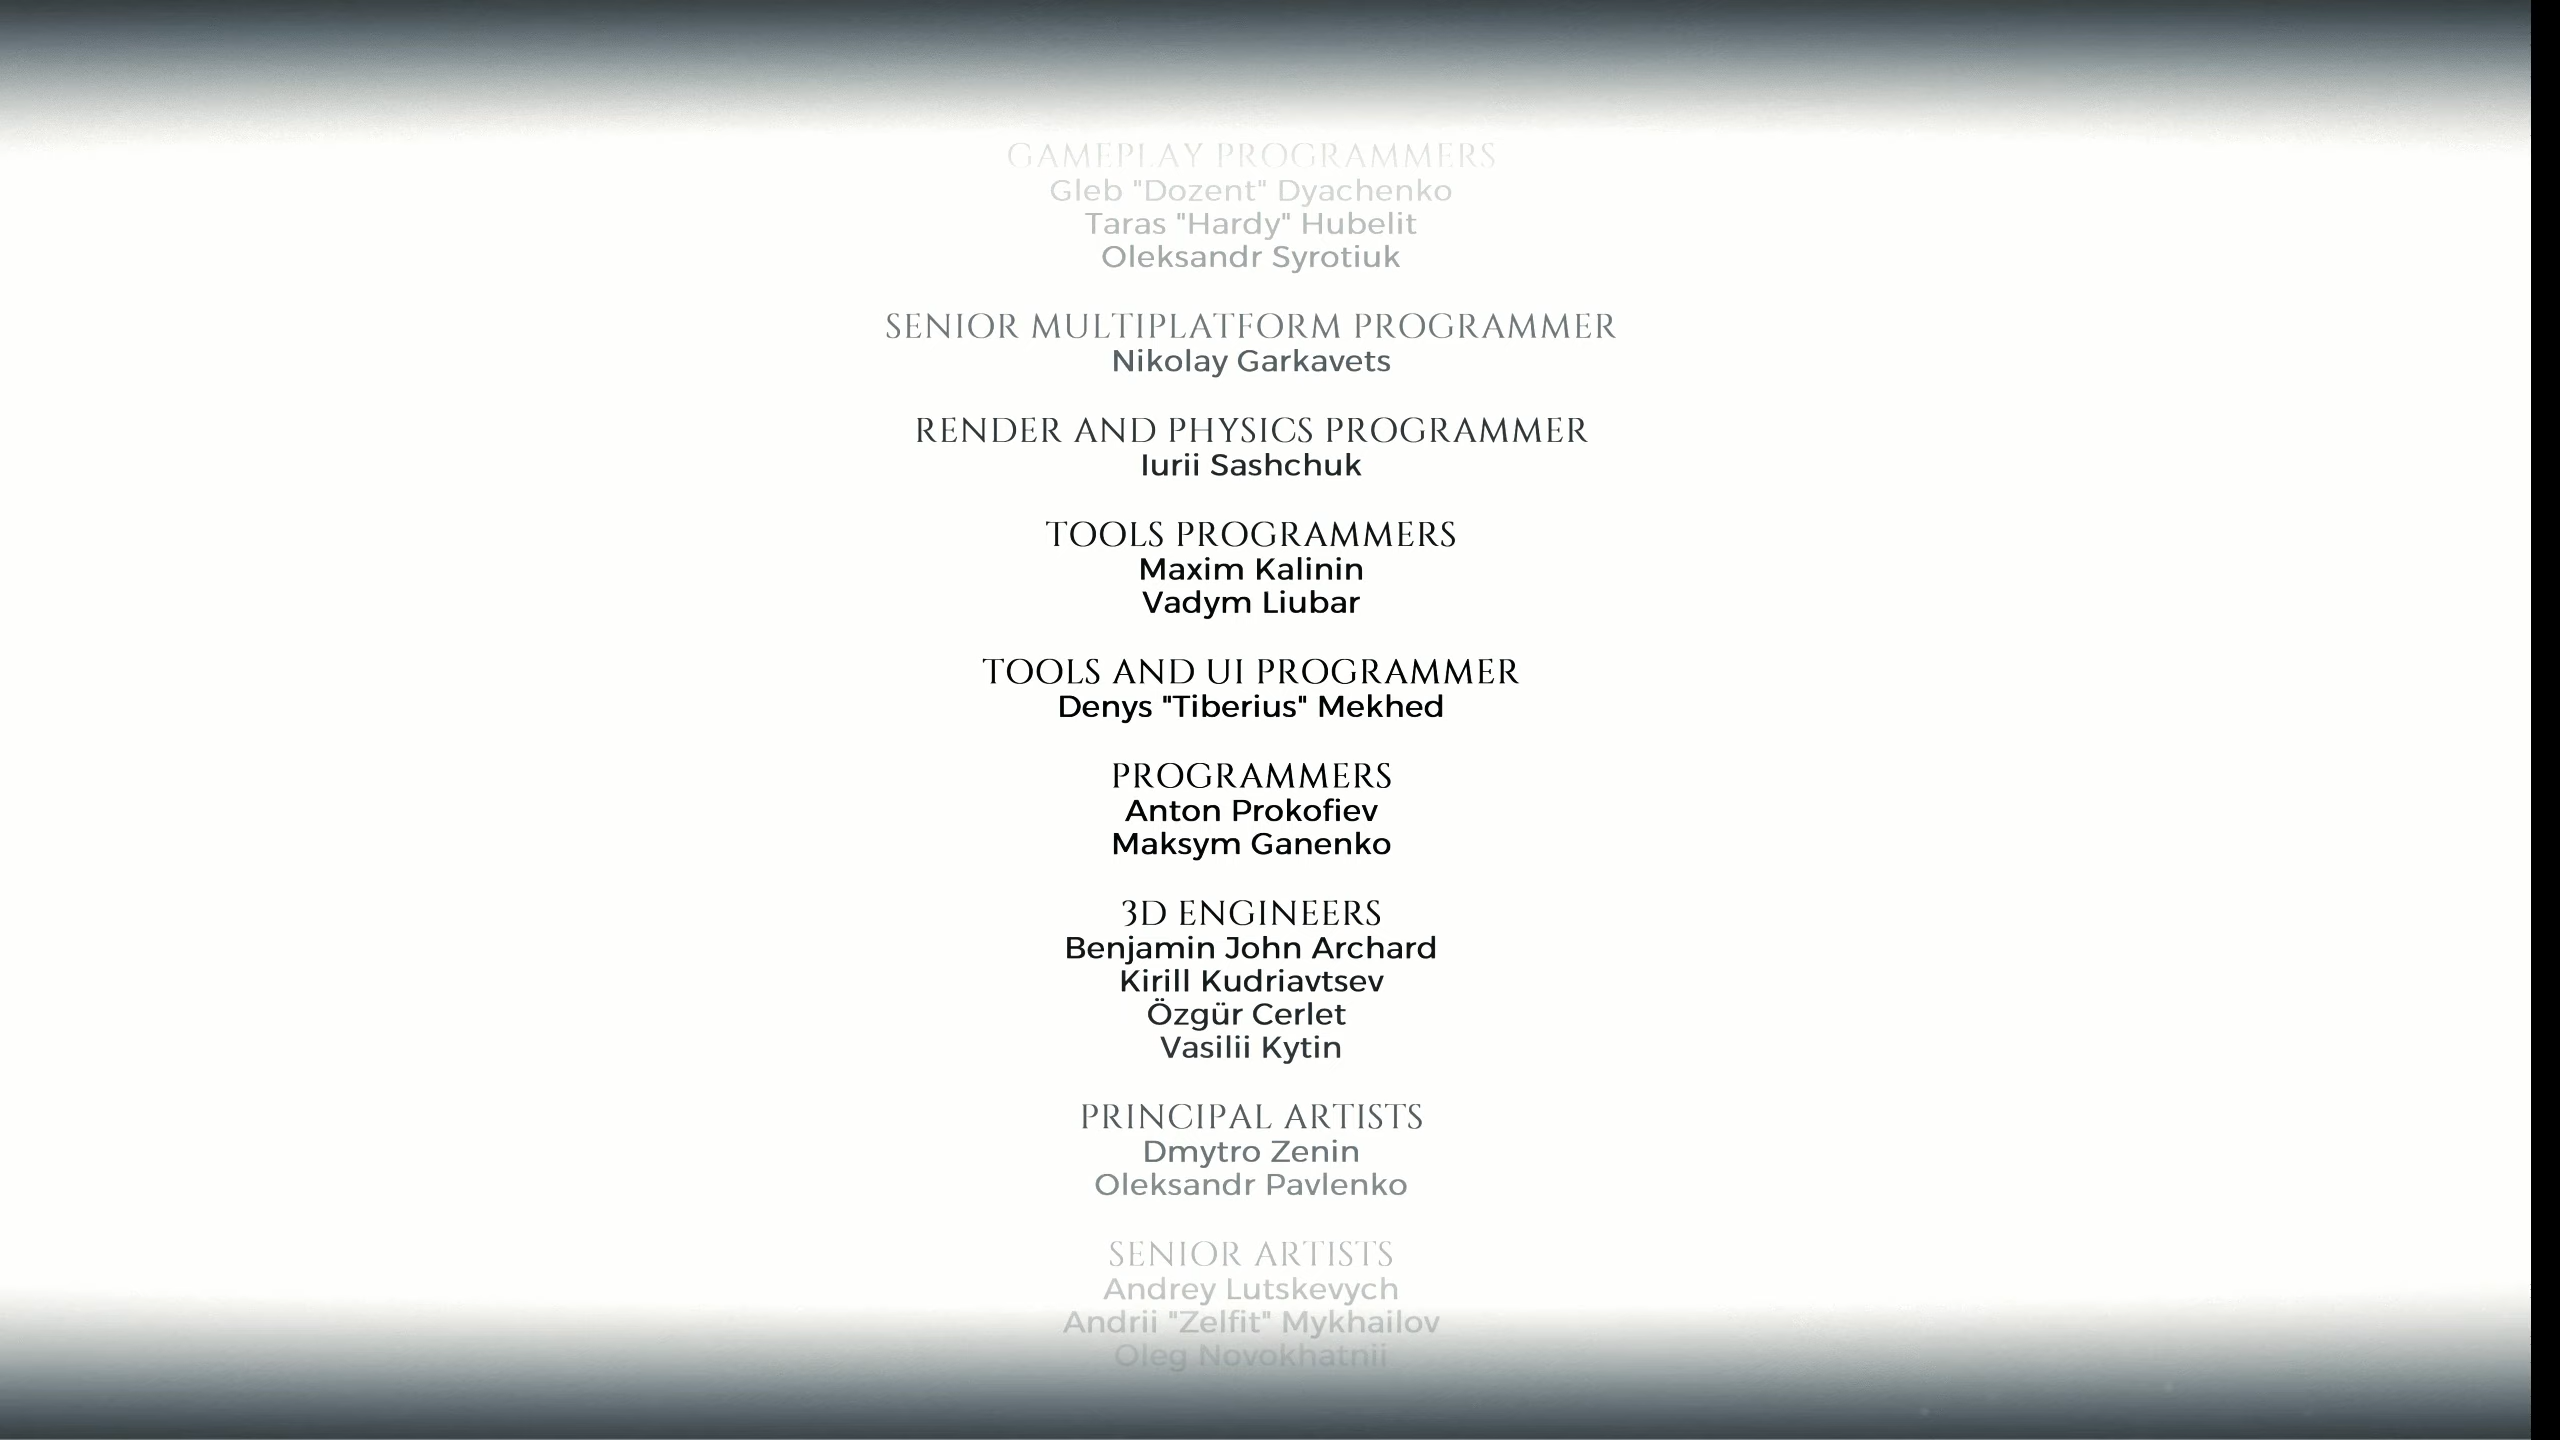 GAMEPLAY PROGRAMMERS
Gleb "Dozent" Dyachenko
Taras "Hardy" Hubelit
Oleksandr Syrotiuk
SENIOR MULTIPLATFORM PROGRAMMER
Nikolay Garkavets
RENDER AND PHYSICS PROGRAMMER
Iurii Sashchuk
TOOLS PROGRAMMERS
Maxim Kalinin
Vadym Liubar
TOOLS AND UI PROGRAMMER
Denys "Tiberius" Mekhed
PROGRAMMERS
Anton Prokofiev
Maksym Ganenko
3D ENGINEERS
Benjamin John Archard
Kirill Kudriavtsev
Özgür Cerlet
Vasilii Kytin
PRINCIPAL ARTISTS
Dmytro Zenin
Oleksandr Pavlenko
SENIOR ARTISTS
Andrey Lutskevych
Andrii "Zelfit" Mykhailov
Oleg Novokhatnii